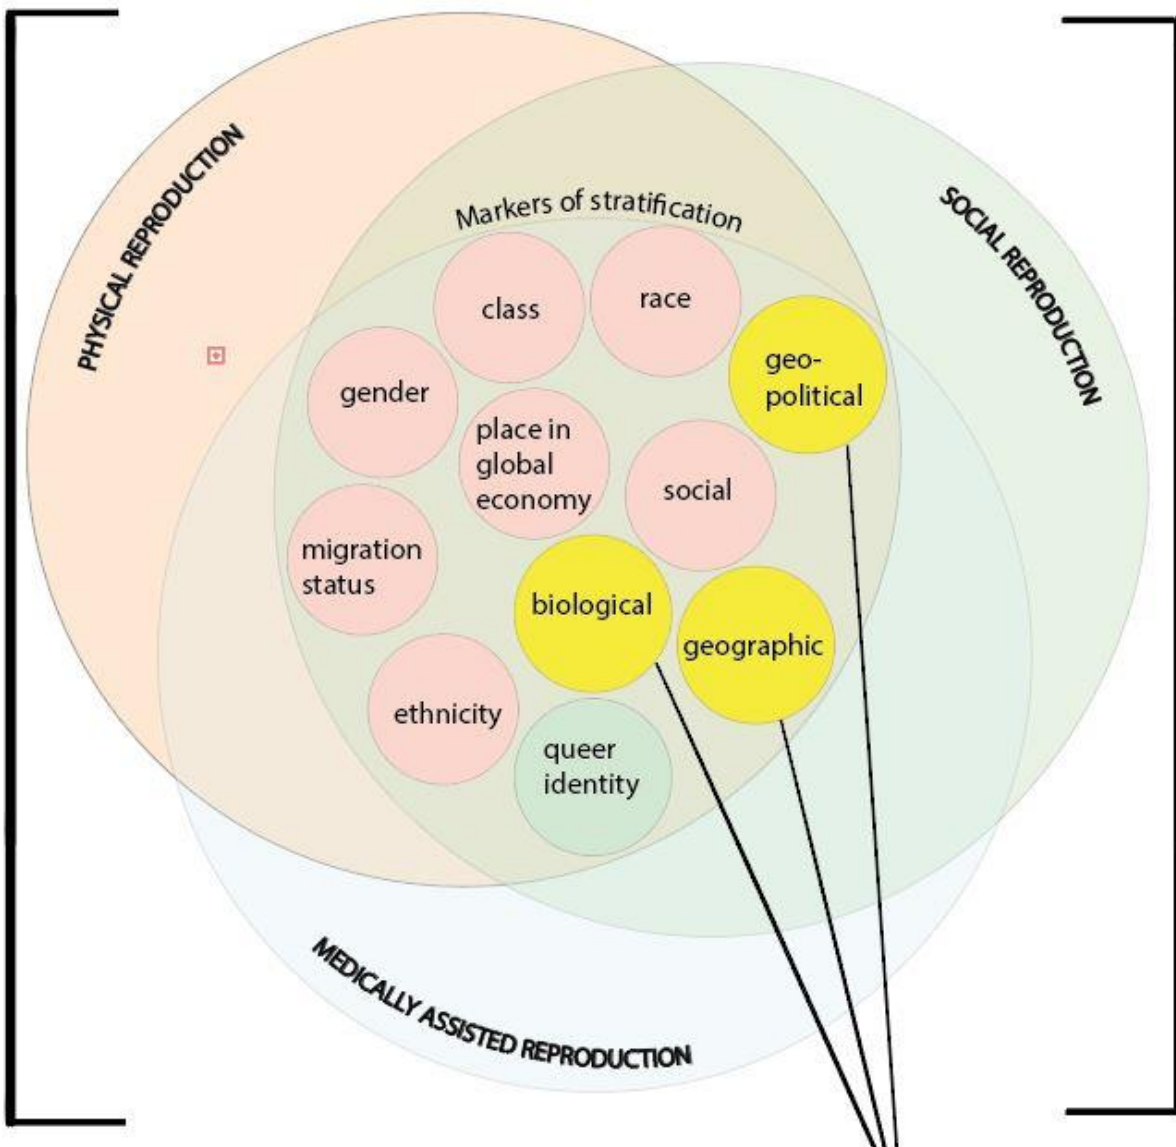 PHYSICAL REPRODUCTION
SOCIAL REPRODUCTION
Markers of stratification
class
race
geo-
political
gender
place in
global
economy
social
migration
status
biological
geographic
ethnicity
queer
identity
MEDICALLY ASSISTED REPRODUCTION